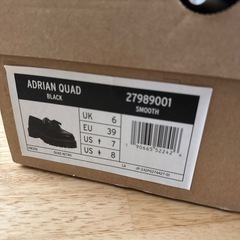 ADRIAN QUAD
BLACK
27989001
SMOOTH
UK 6
EU 39
US 7
US 8